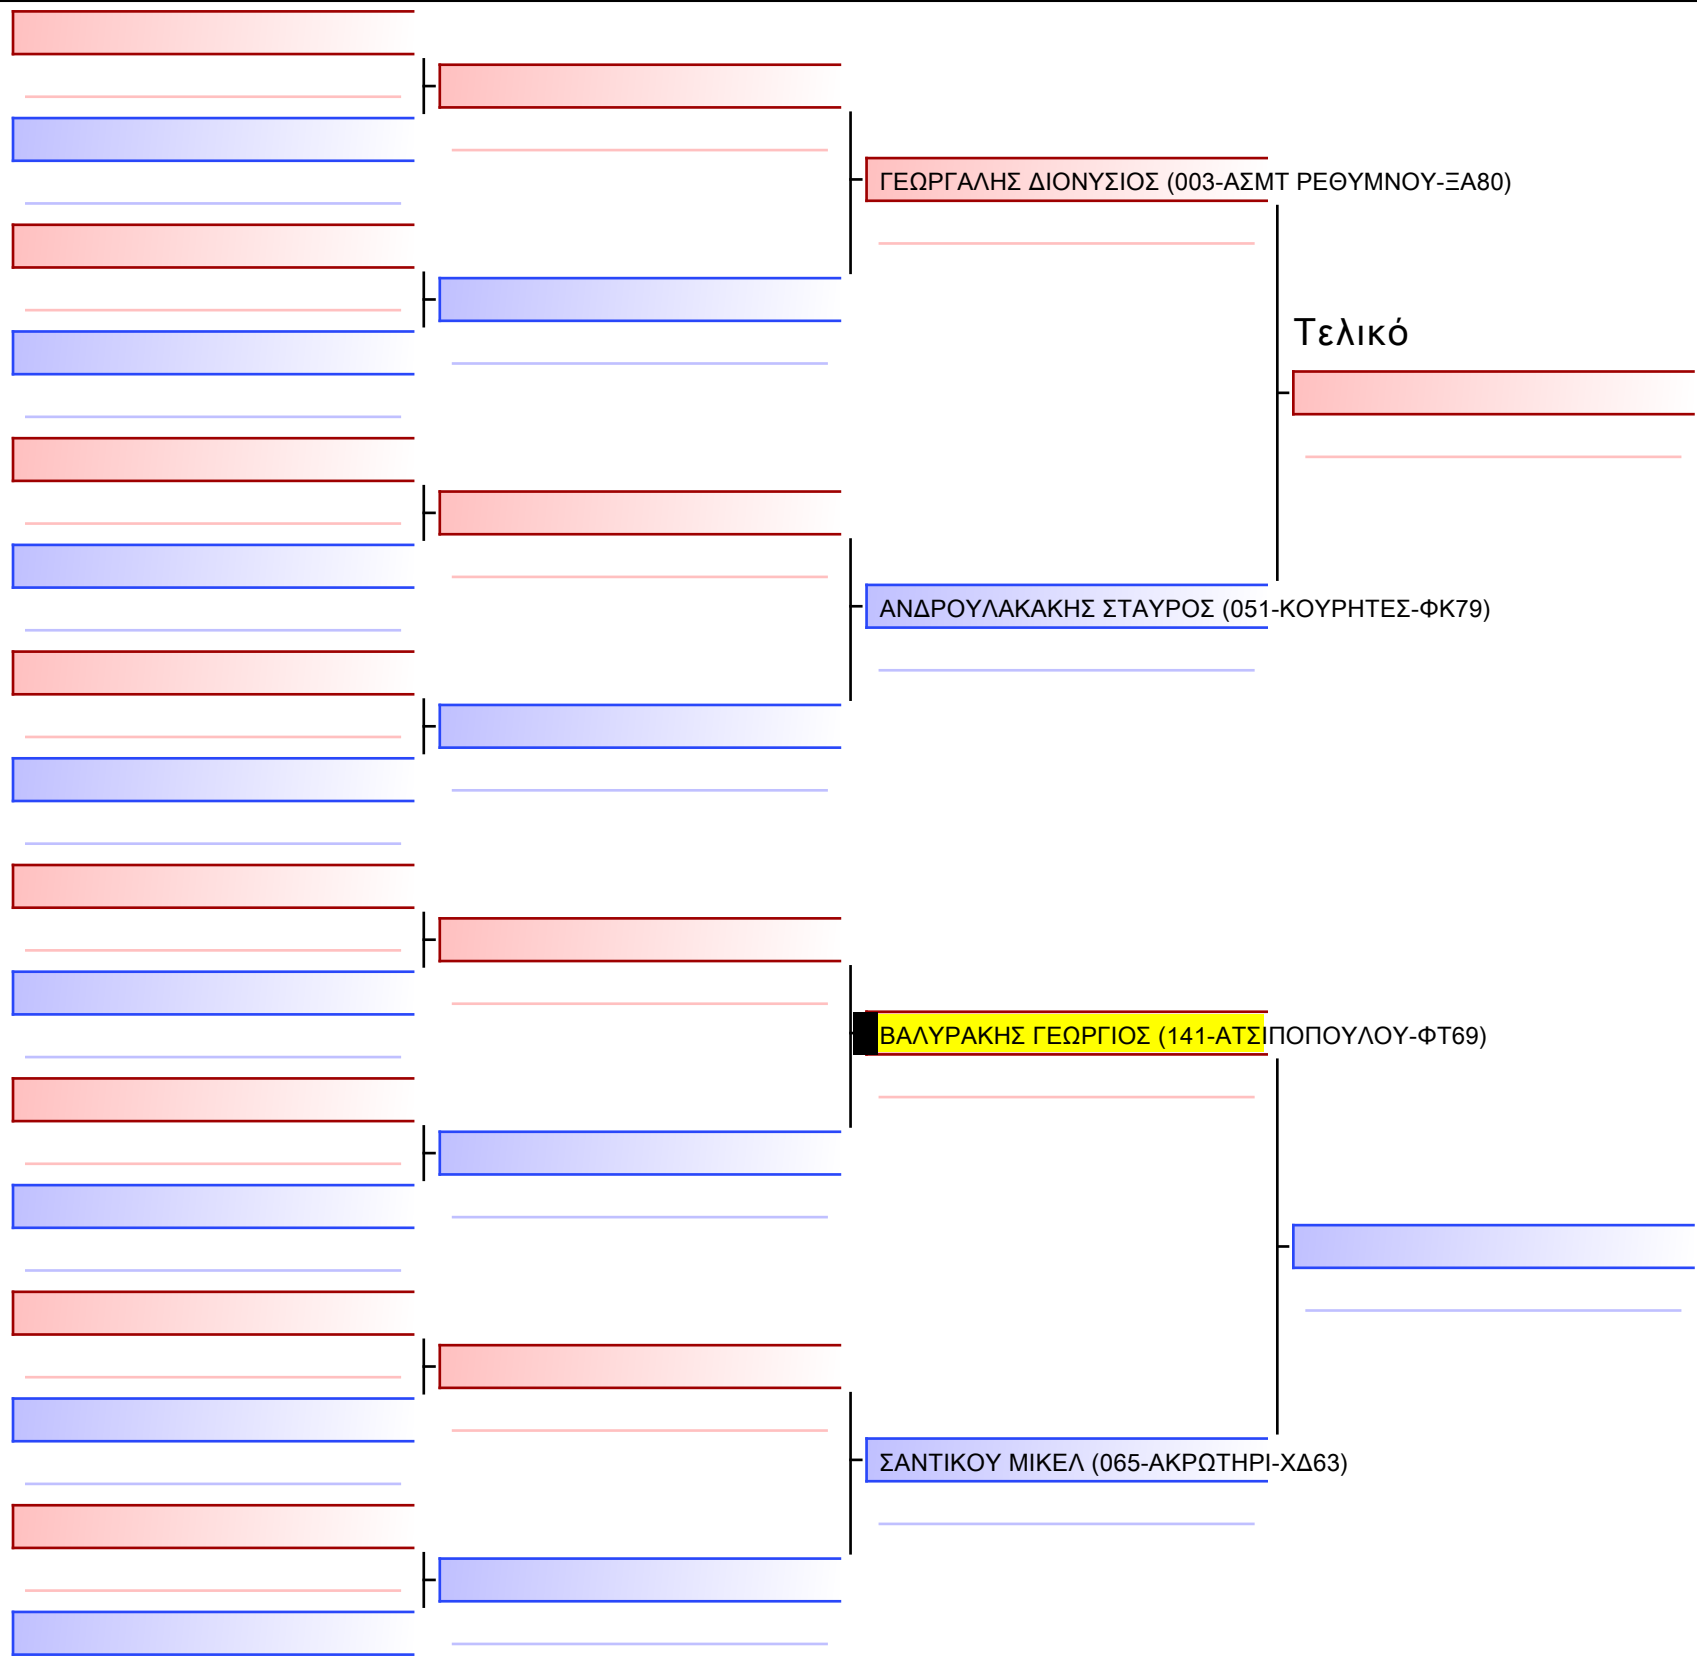 ΓΕΩΡΓΑΛΗΣ ΔΙΟΝΥΣΙΟΣ (003-ΑΣΜΤ ΡΕΘΥΜΝΟΥ-ΞΑ80)
Τελικό
ΑΝΔΡΟΥΛΑΚΑΚΗΣ ΣΤΑΥΡΟΣ (051-ΚΟΥΡΗΤΕΣ-ΦΚ79)
ΒΑΛΥΡΑΚΗΣ ΓΕΩΡΓΙΟΣ (141-ΑΤΣΙΠΟΠΟΥΛΟΥ-ΦΤ69)
ΣΑΝΤΙΚΟΥ ΜΙΚΕΛ (065-ΑΚΡΩΤΗΡΙ-ΧΔ63)